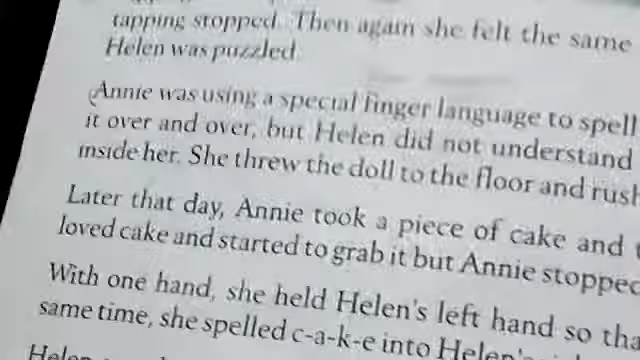 tapping stopped. Then again she felt the same
Helen was puzzled.
Annie was using a special finger language to spell
it over and over, but Helen did not understand
inside her. She threw the doll to the floor and rush
Later that day, Annie took a piece of cake and
loved cake and started to grab it but Annie stopped
With one hand, she held Helen's left hand so tha
same time, she spelled c-a-k-e into Helen's
Helen